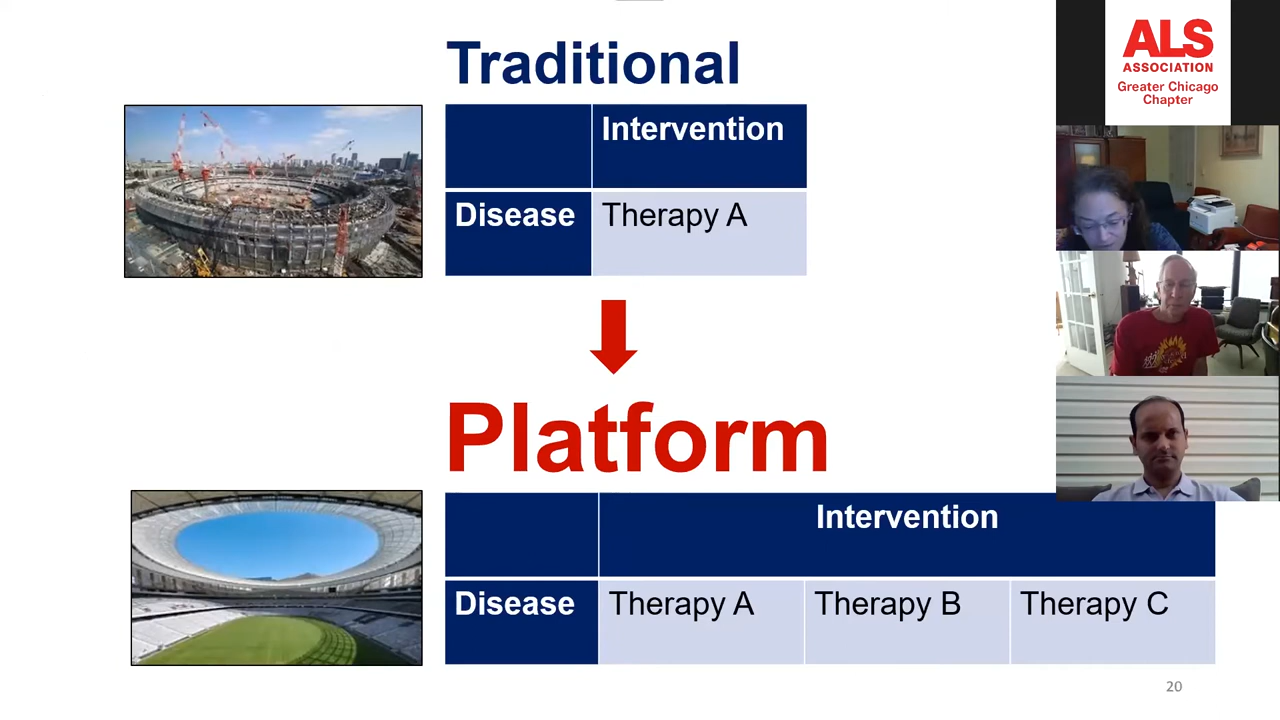 Traditional
Intervention
Disease Therapy A
Platform
Intervention
Disease Therapy A Therapy B Therapy C
20
ALS
ASSOCIATION
Greater Chicago
Chapter